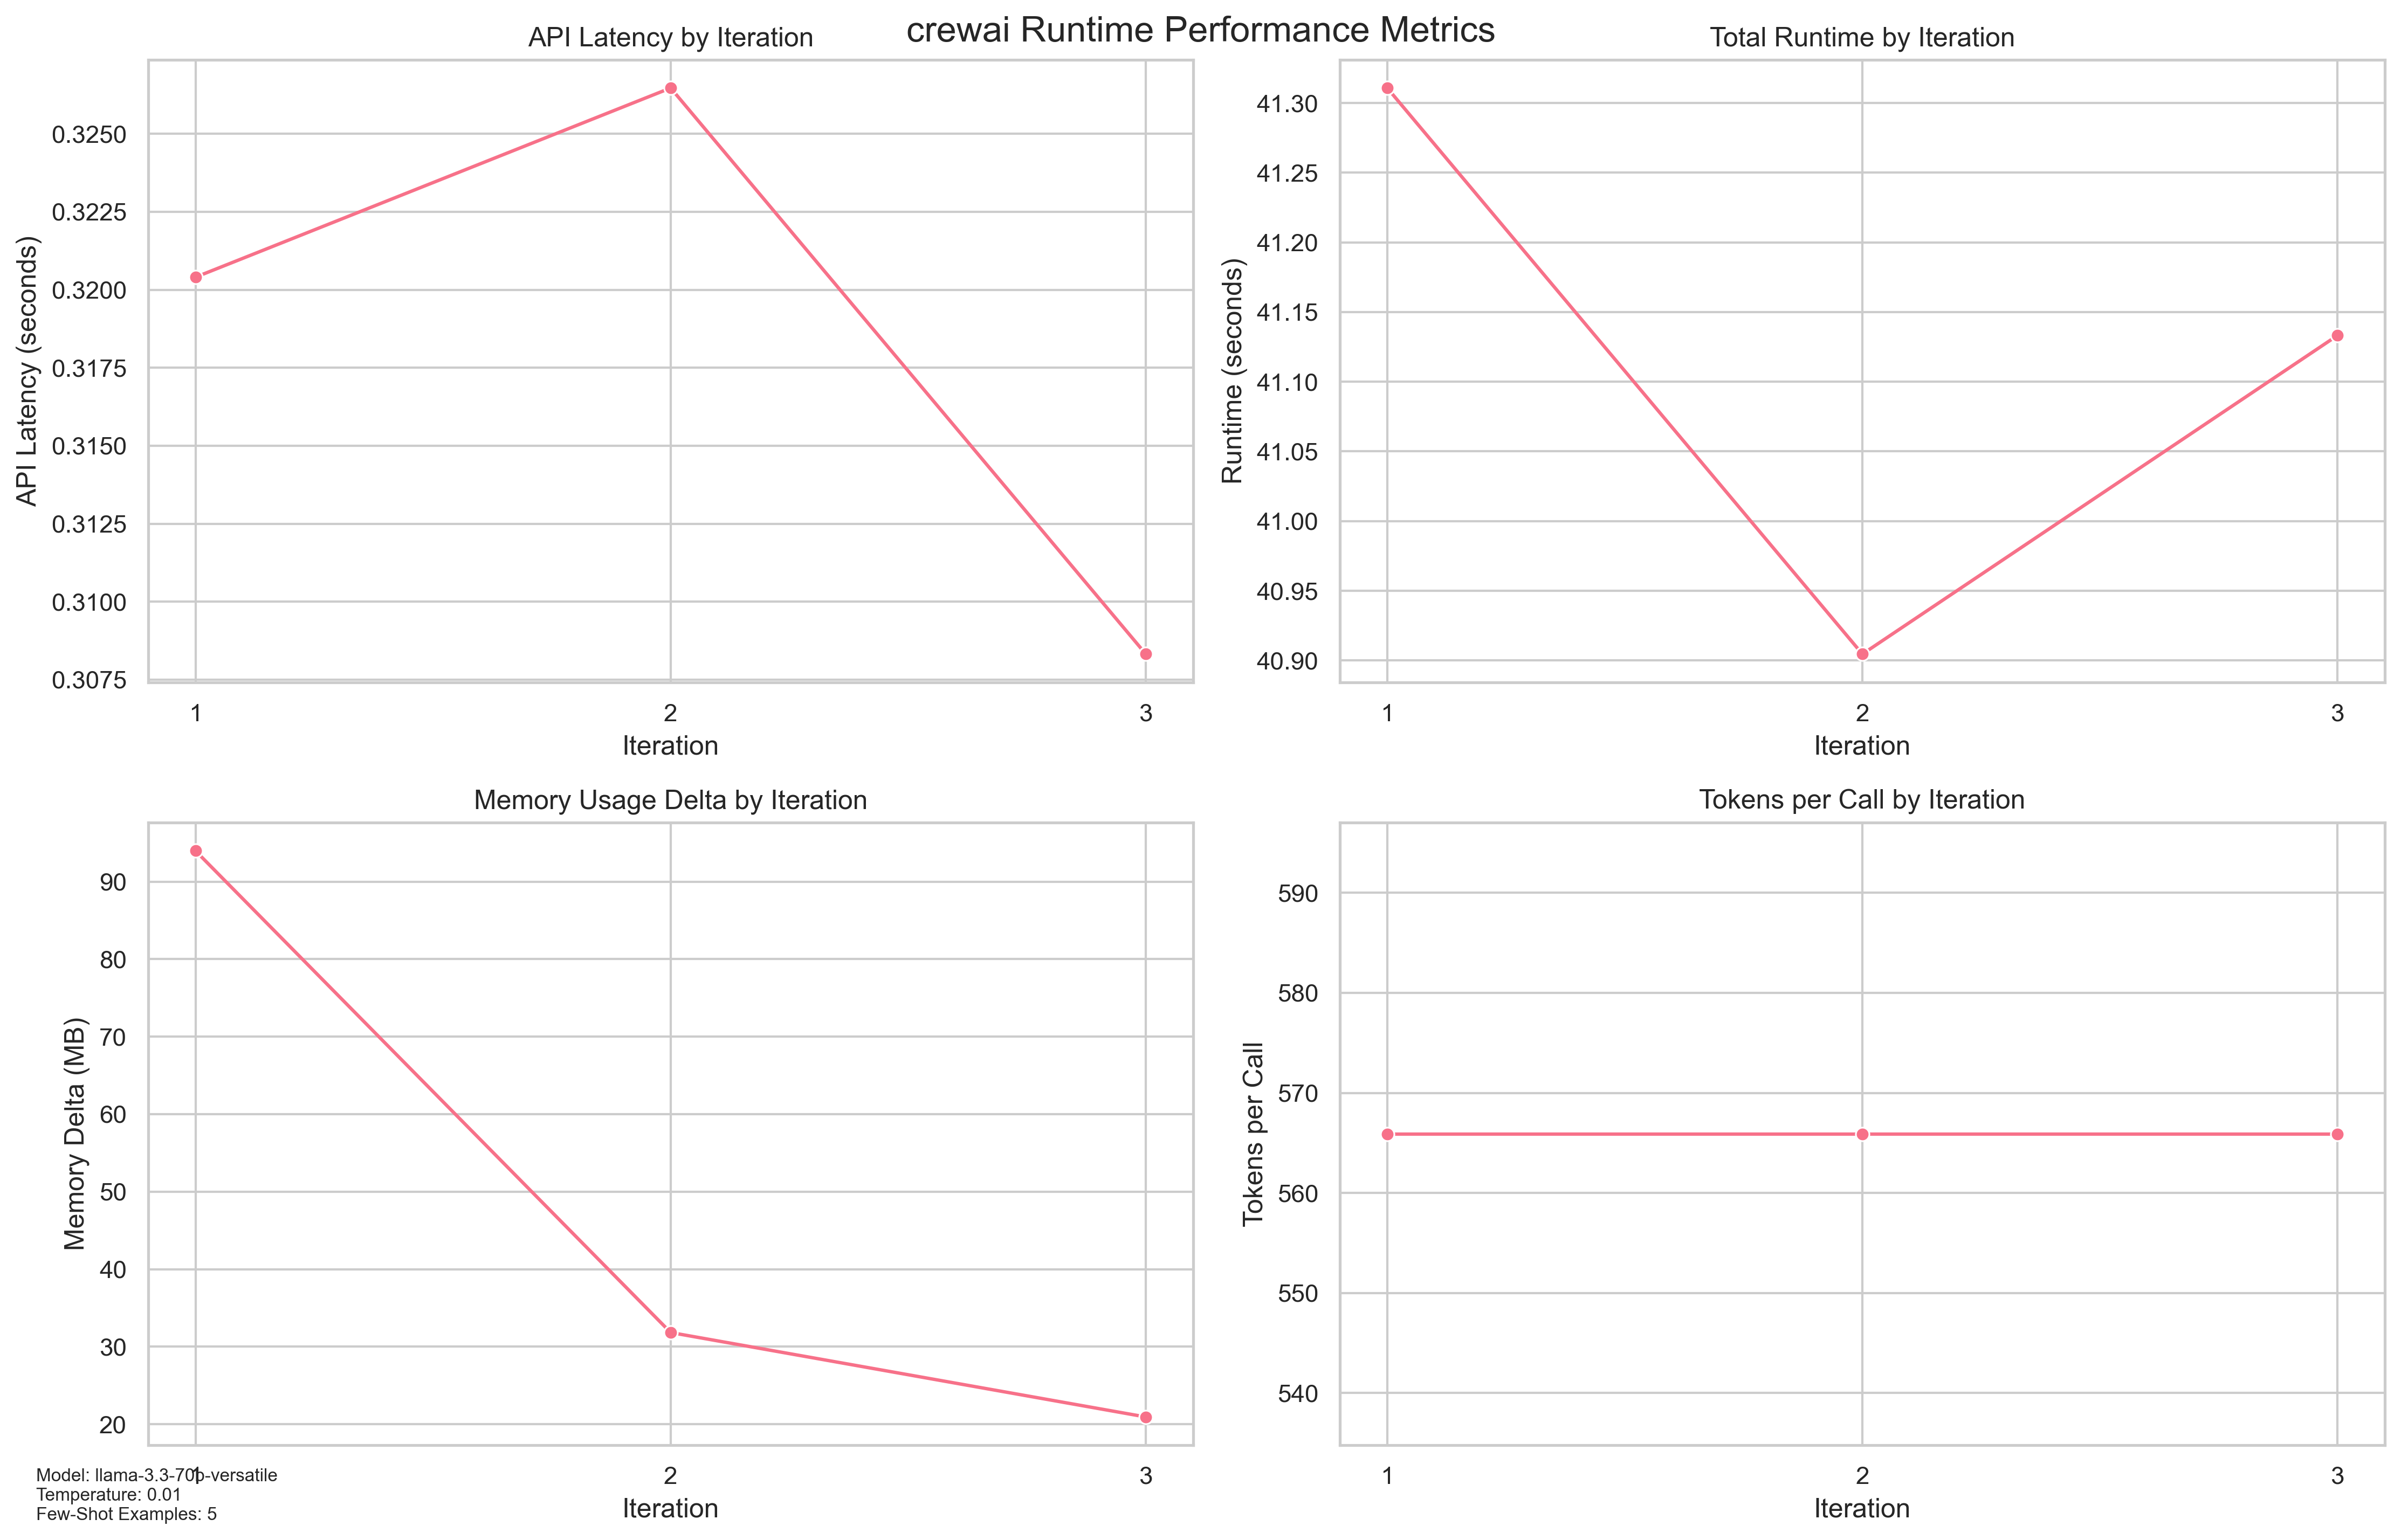 crewai Runtime Performance Metrics
API Latency by Iteration
API Latency (seconds)
0.3250
0.3225
0.3200
0.3175
0.3150
0.3125
0.3100
0.3075
1 2 3
Iteration
Total Runtime by Iteration
Runtime (seconds)
41.30
41.25
41.20
41.15
41.10
41.05
41.00
40.95
40.90
1 2 3
Iteration
Memory Usage Delta by Iteration
Memory Delta (MB)
90
80
70
60
50
40
30
20
1 2 3
Iteration
Tokens per Call by Iteration
Tokens per Call
590
580
570
560
550
540
1 2 3
Iteration
Model: llama-3.3-70b-versatile
Temperature: 0.01
Few-Shot Examples: 5